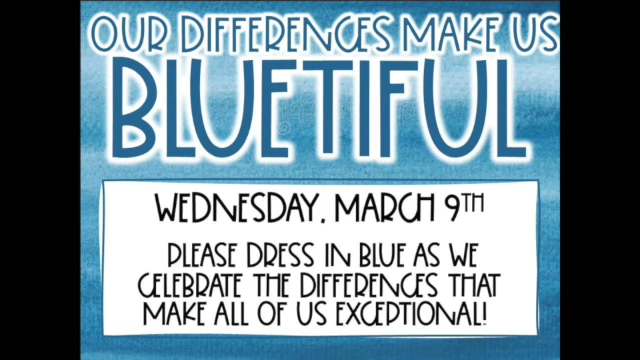 OUR DIFFERENCES MAKE US
BLUETIFUL
WEDNESDAY, MARCH 9TH
PLEASE DRESS IN BLUE AS WE
CELEBRATE THE DIFFERENCES THAT
MAKE ALL OF US EXCEPTIONAL!